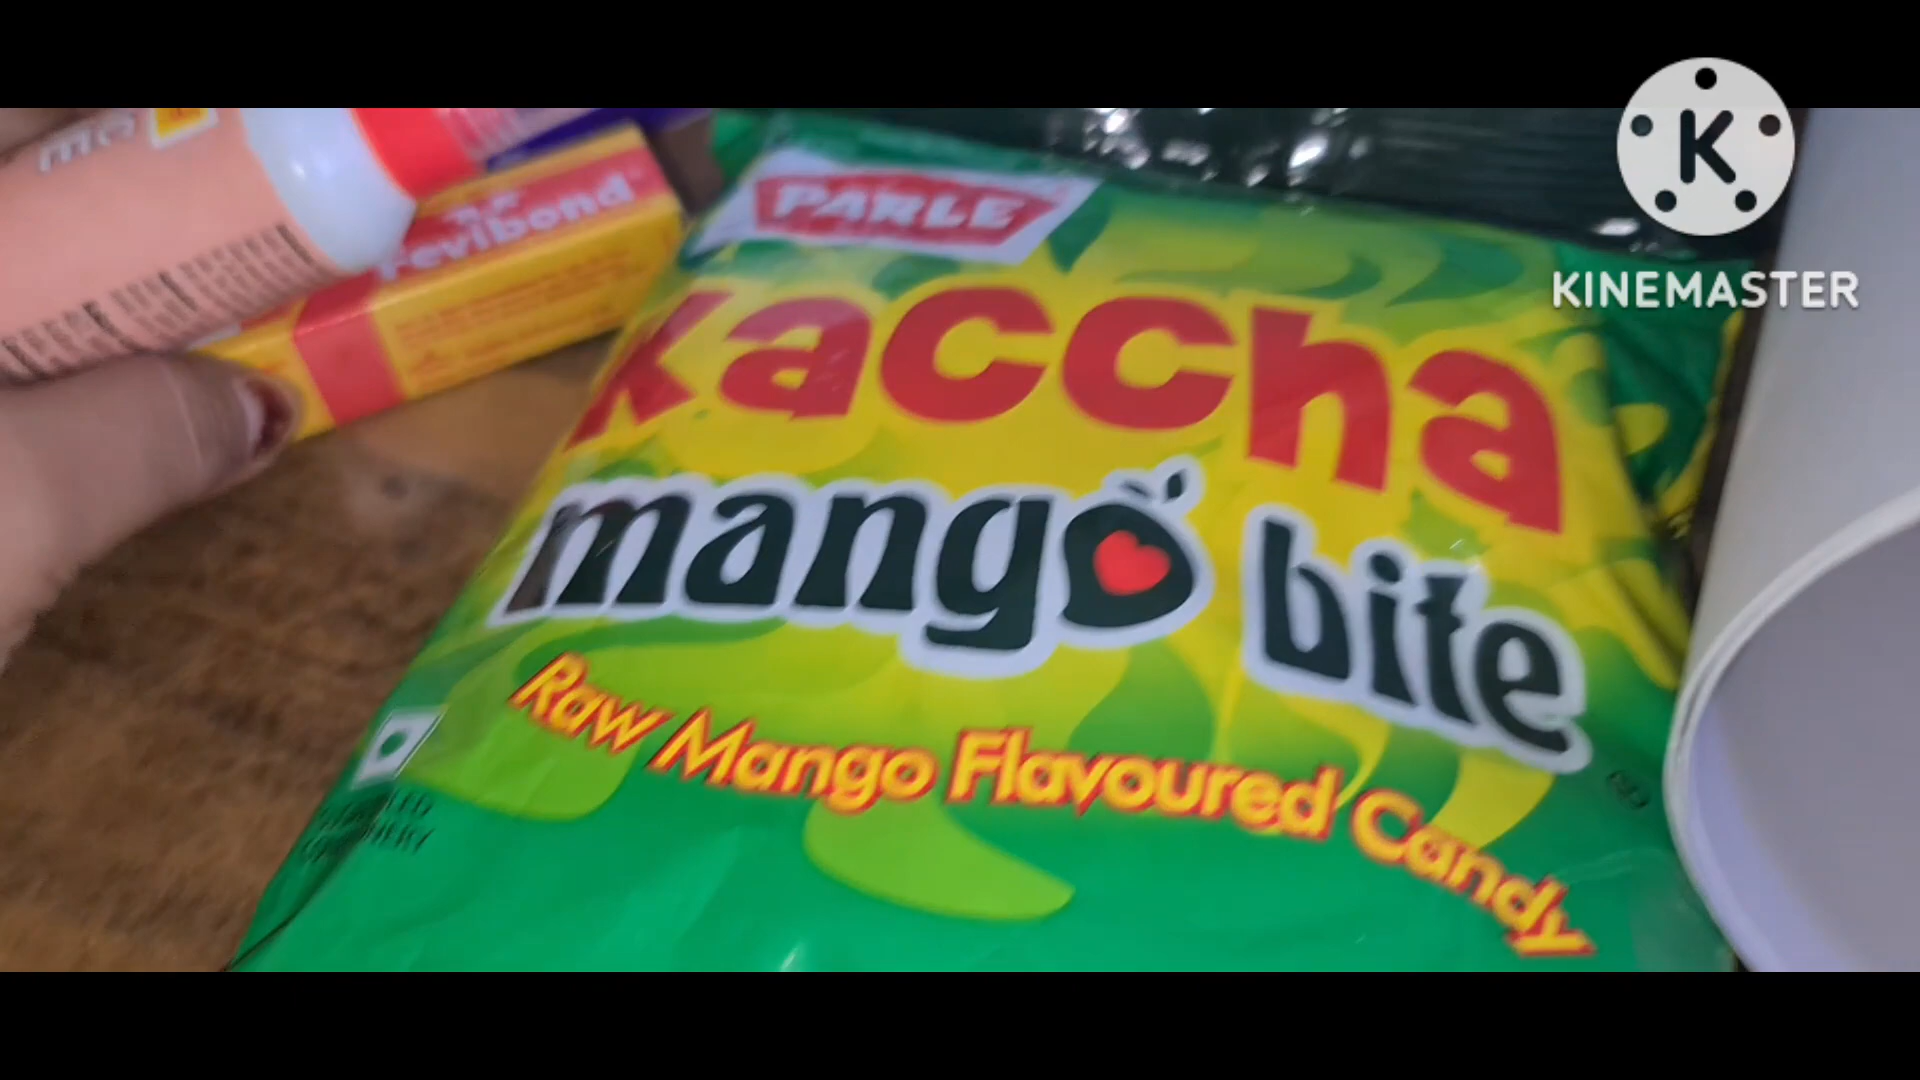 PARLE
Kaccha
mango bite
Raw Mango Flavoured Candy
fevibond
KINEMASTER